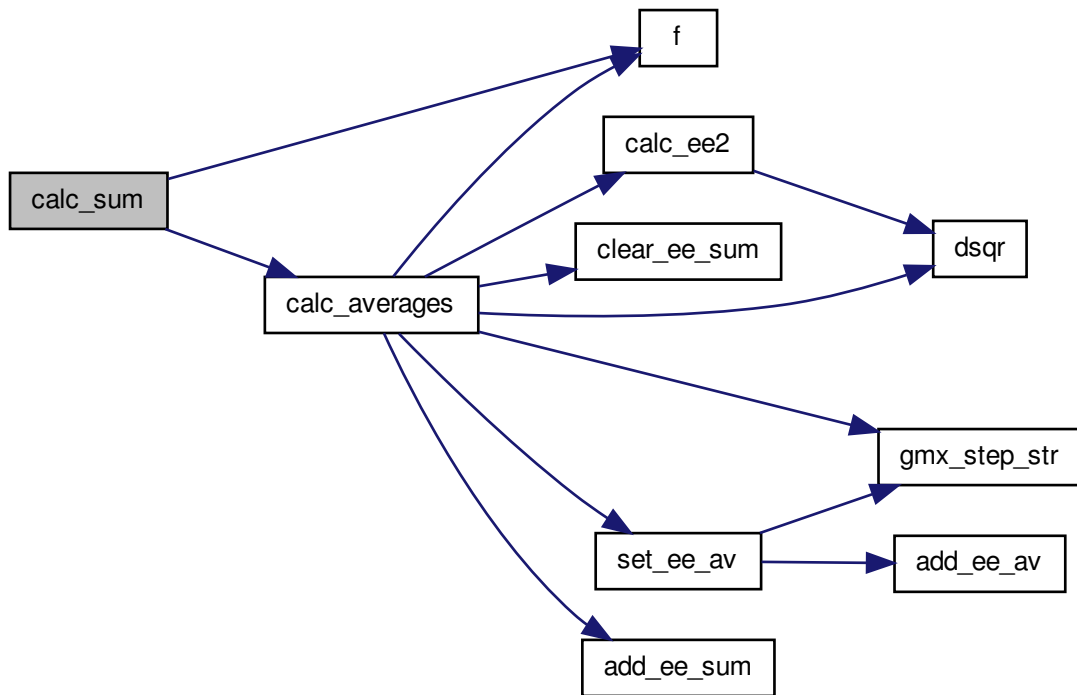 f
calc_ee2
calc_sum
clear_ee_sum
dsqr
calc_averages
gmx_step_str
set_ee_av
add_ee_av
add_ee_sum